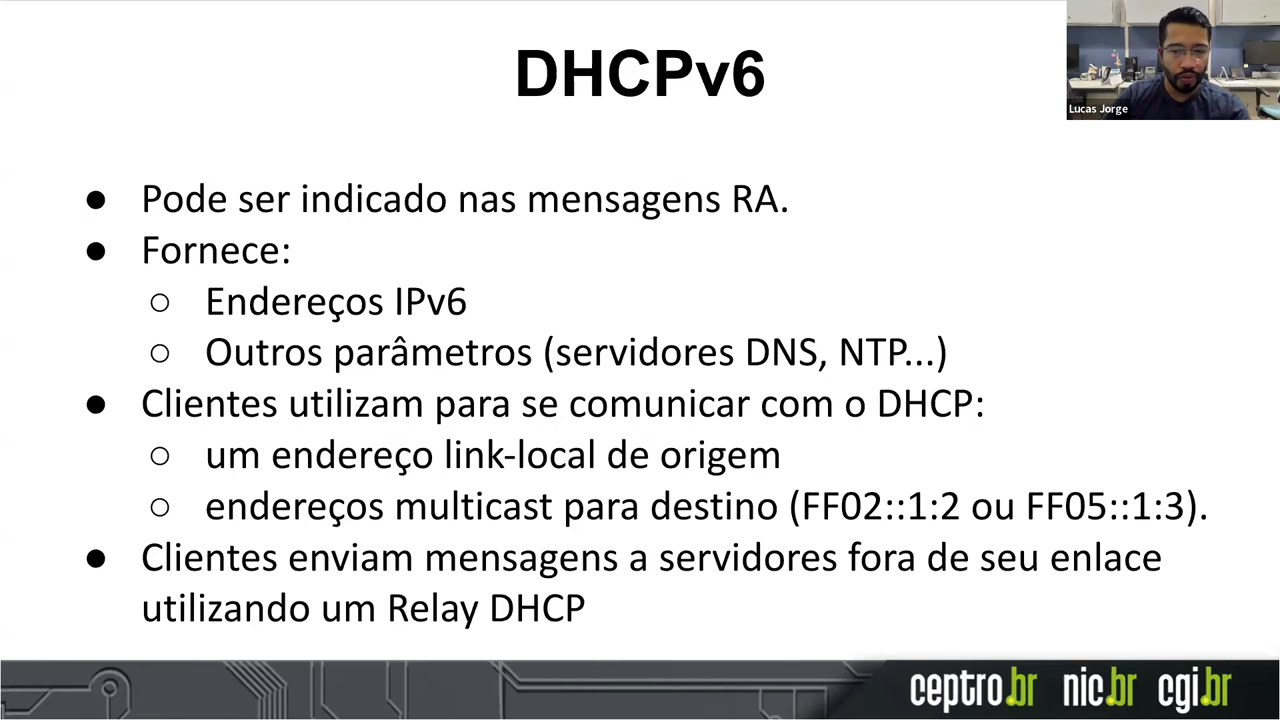 DHCPv6
Lucas Jorge
● Pode ser indicado nas mensagens RA.
● Fornece:
○ Endereços IPv6
○ Outros parâmetros (servidores DNS, NTP...)
● Clientes utilizam para se comunicar com o DHCP:
○ um endereço link-local de origem
○ endereços multicast para destino (FF02::1:2 ou FF05::1:3).
● Clientes enviam mensagens a servidores fora de seu enlace
utilizando um Relay DHCP
ceptro.br nic.br cgi.br